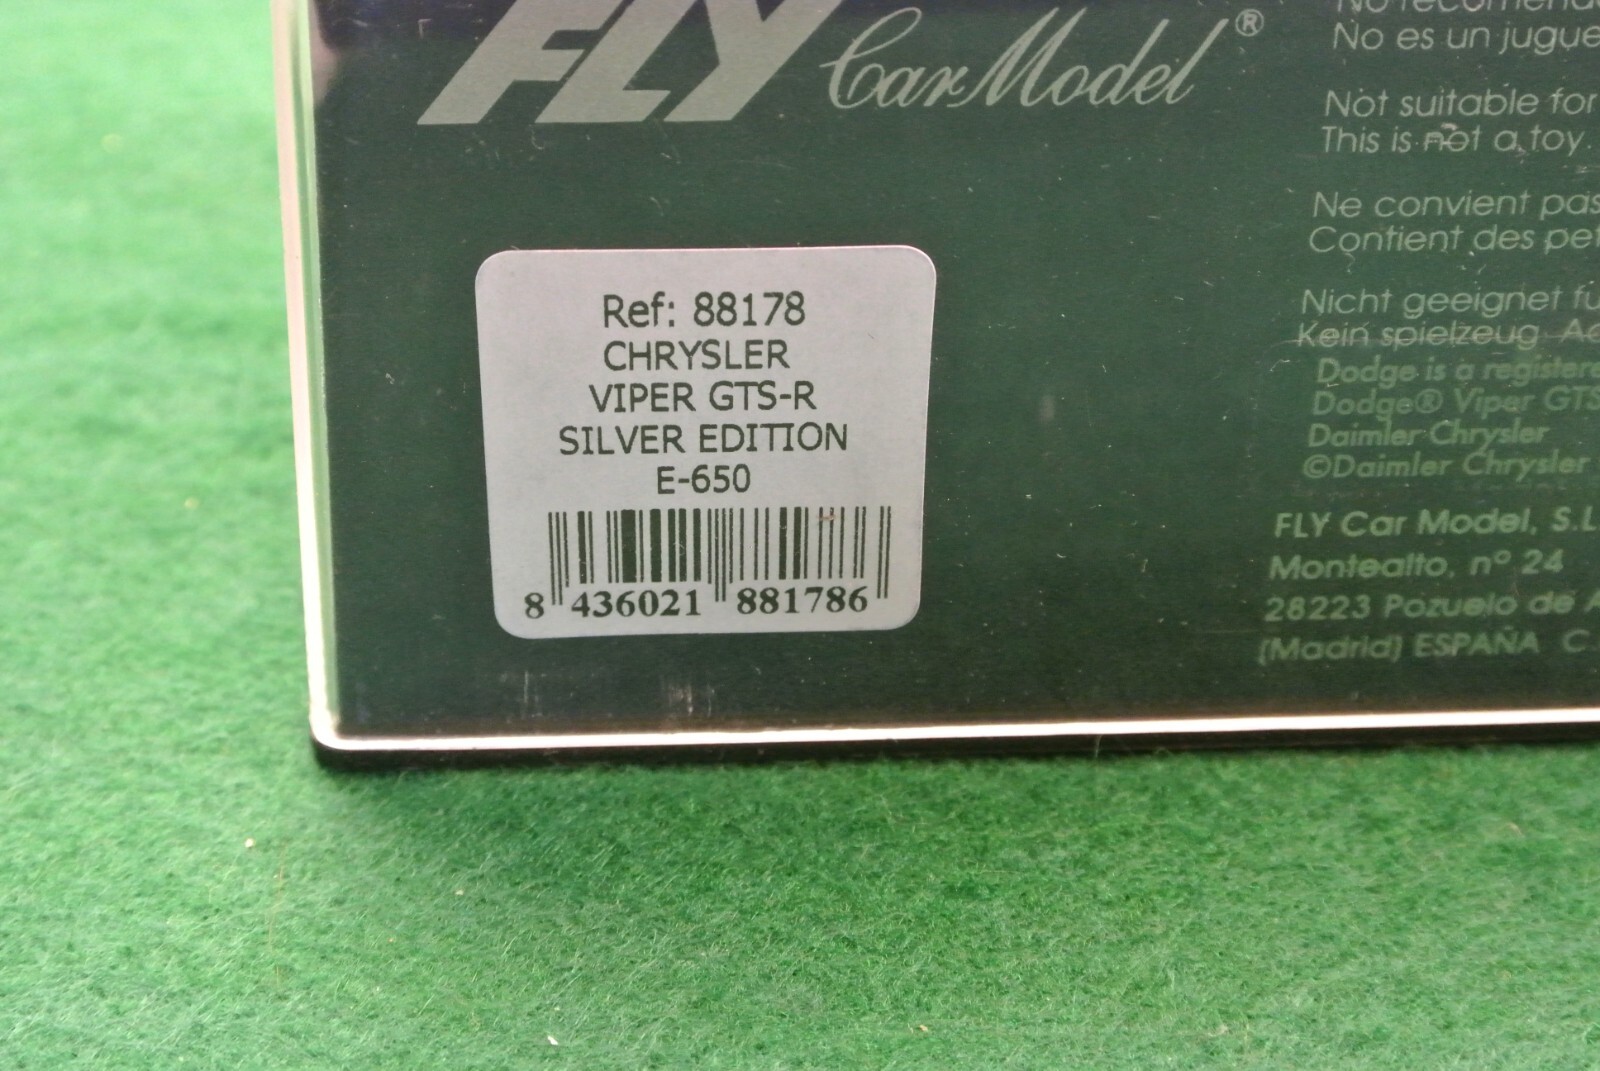 FLY Car Model ®
Ref: 88178
CHRYSLER
VIPER GTS-R
SILVER EDITION
E-650
8 436021 881786
No es un jugue
Not suitable for
This is not a toy.
Ne convient pas
Contient des pet
Nicht geeignet fü
Kein spielzeug
Dodge is a registere
Dodge® Viper GTS
Daimler Chrysler
©Daimler Chrysler
FLY Car Model, S.L
Montealto, nº 24
28223 Pozuelo de A
(Madrid) ESPAÑA C.